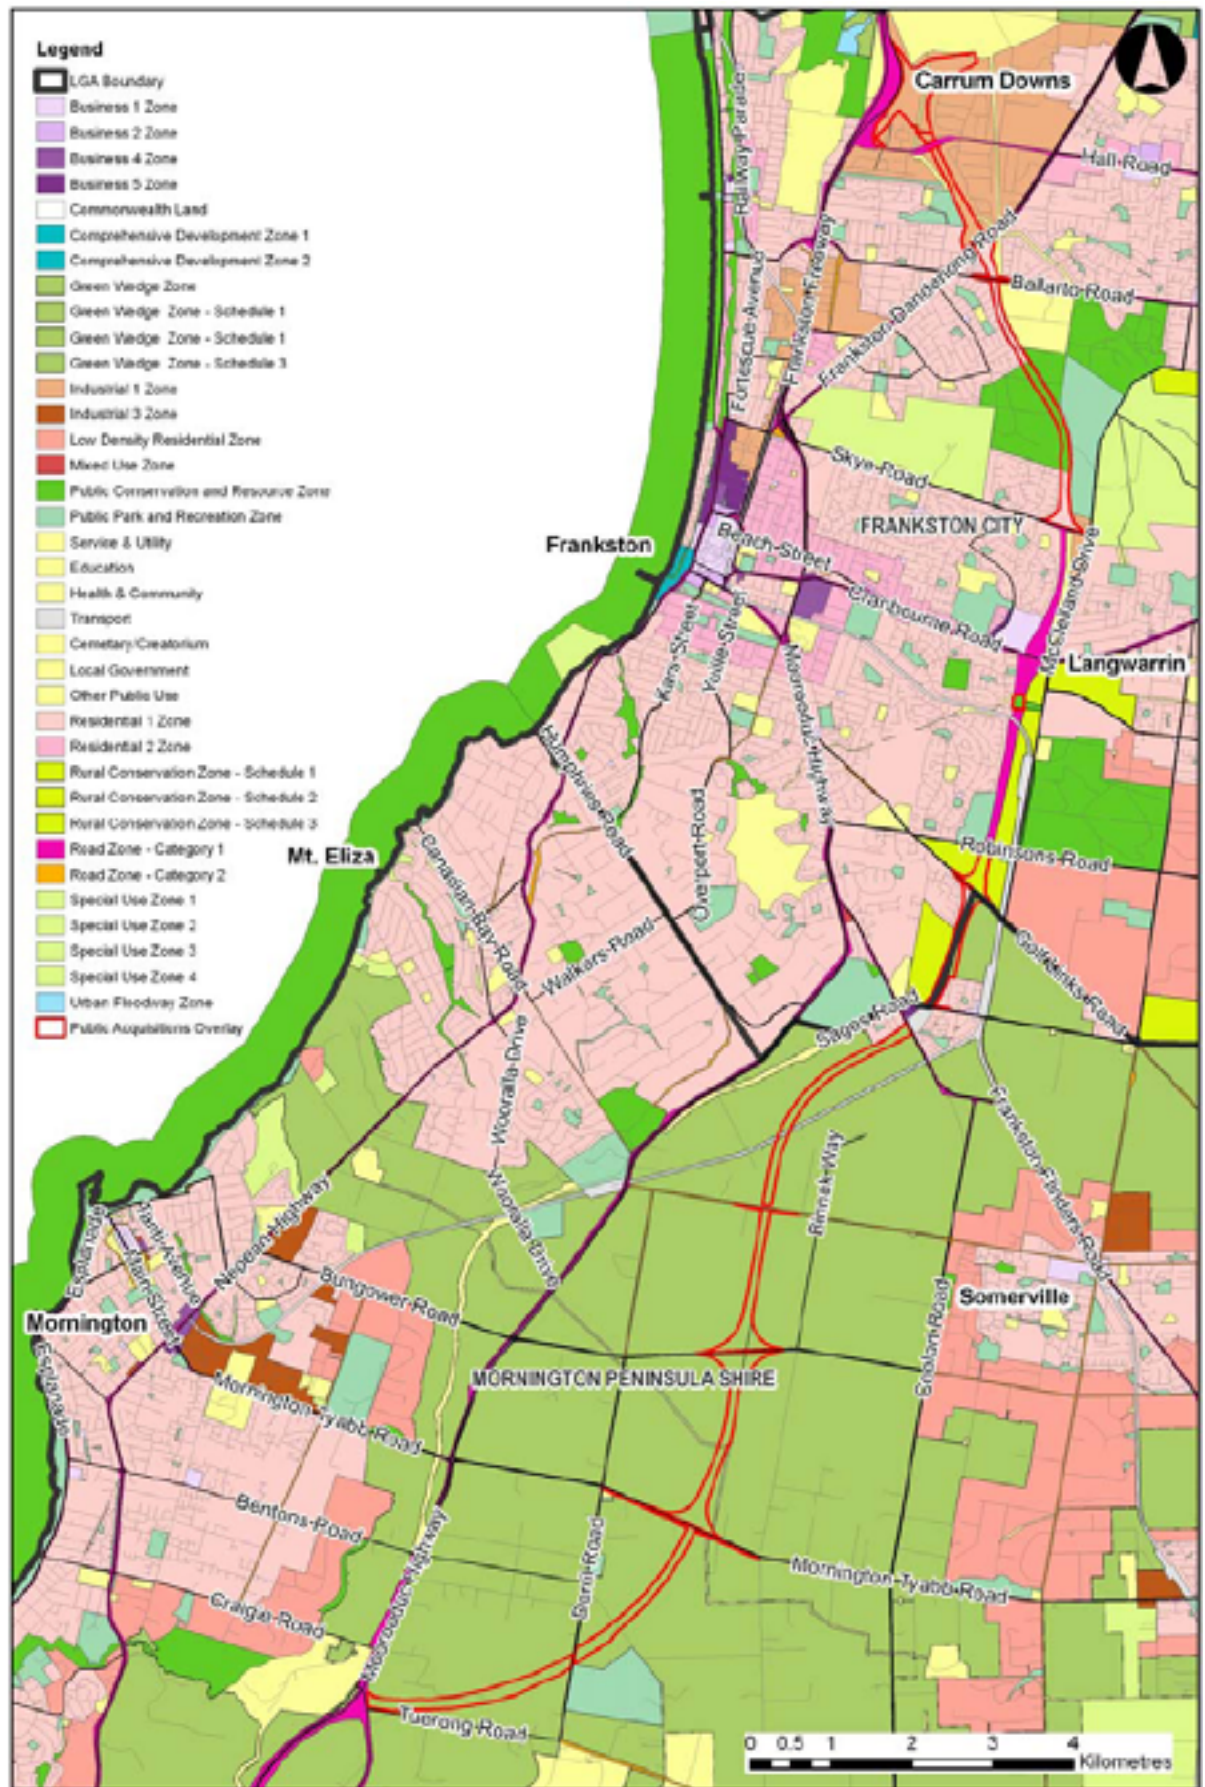 Legend
LGA Boundary
Business 1 Zone
Business 2 Zone
Business 4 Zone
Business 5 Zone
Commonwealth Land
Comprehensive Development Zone 1
Comprehensive Development Zone 2
Green Wedge Zone
Green Wedge Zone - Schedule 1
Green Wedge Zone - Schedule 1
Green Wedge Zone - Schedule 3
Industrial 1 Zone
Industrial 3 Zone
Low Density Residential Zone
Mixed Use Zone
Public Conservation and Resource Zone
Public Park and Recreation Zone
Service & Utility
Education
Health & Community
Transport
Cemetary/Creatorium
Local Government
Other Public Use
Residential 1 Zone
Residential 2 Zone
Rural Conservation Zone - Schedule 1
Rural Conservation Zone - Schedule 2
Rural Conservation Zone - Schedule 3
Road Zone - Category 1
Road Zone - Category 2
Special Use Zone 1
Special Use Zone 2
Special Use Zone 3
Special Use Zone 4
Urban Floodway Zone
Public Acquisitions Overlay
Carrum Downs
Railway Parade
Hall Road
Frankston Freeway
Frankston Dandenong Road
Ballarto Road
Fortescue Avenue
Skye Road
FRANKSTON CITY
Beach Street
Frankston
Cranbourne Road
McClelland Drive
Langwarrin
Kars Street
Yuille Street
Moorooduc Highway
Humphries Road
Overport Road
Robinsons Road
Mt. Eliza
Canadian Bay Road
Walkers Road
Golf Links Road
Sages Road
Wooralla Drive
Wooralla Drive
Frankston Flinders Road
Esplanade
Tanti Avenue
Main Street
Nepean Highway
Bungower Road
Somerville
Mornington
Esplanade
MORNINGTON PENINSULA SHIRE
Mornington Tyabb Road
Bentons Road
Moorooduc Highway
Mornington Tyabb Road
Craigie Road
Tuerong Road
0 0.5 1 2 3 4
Kilometres